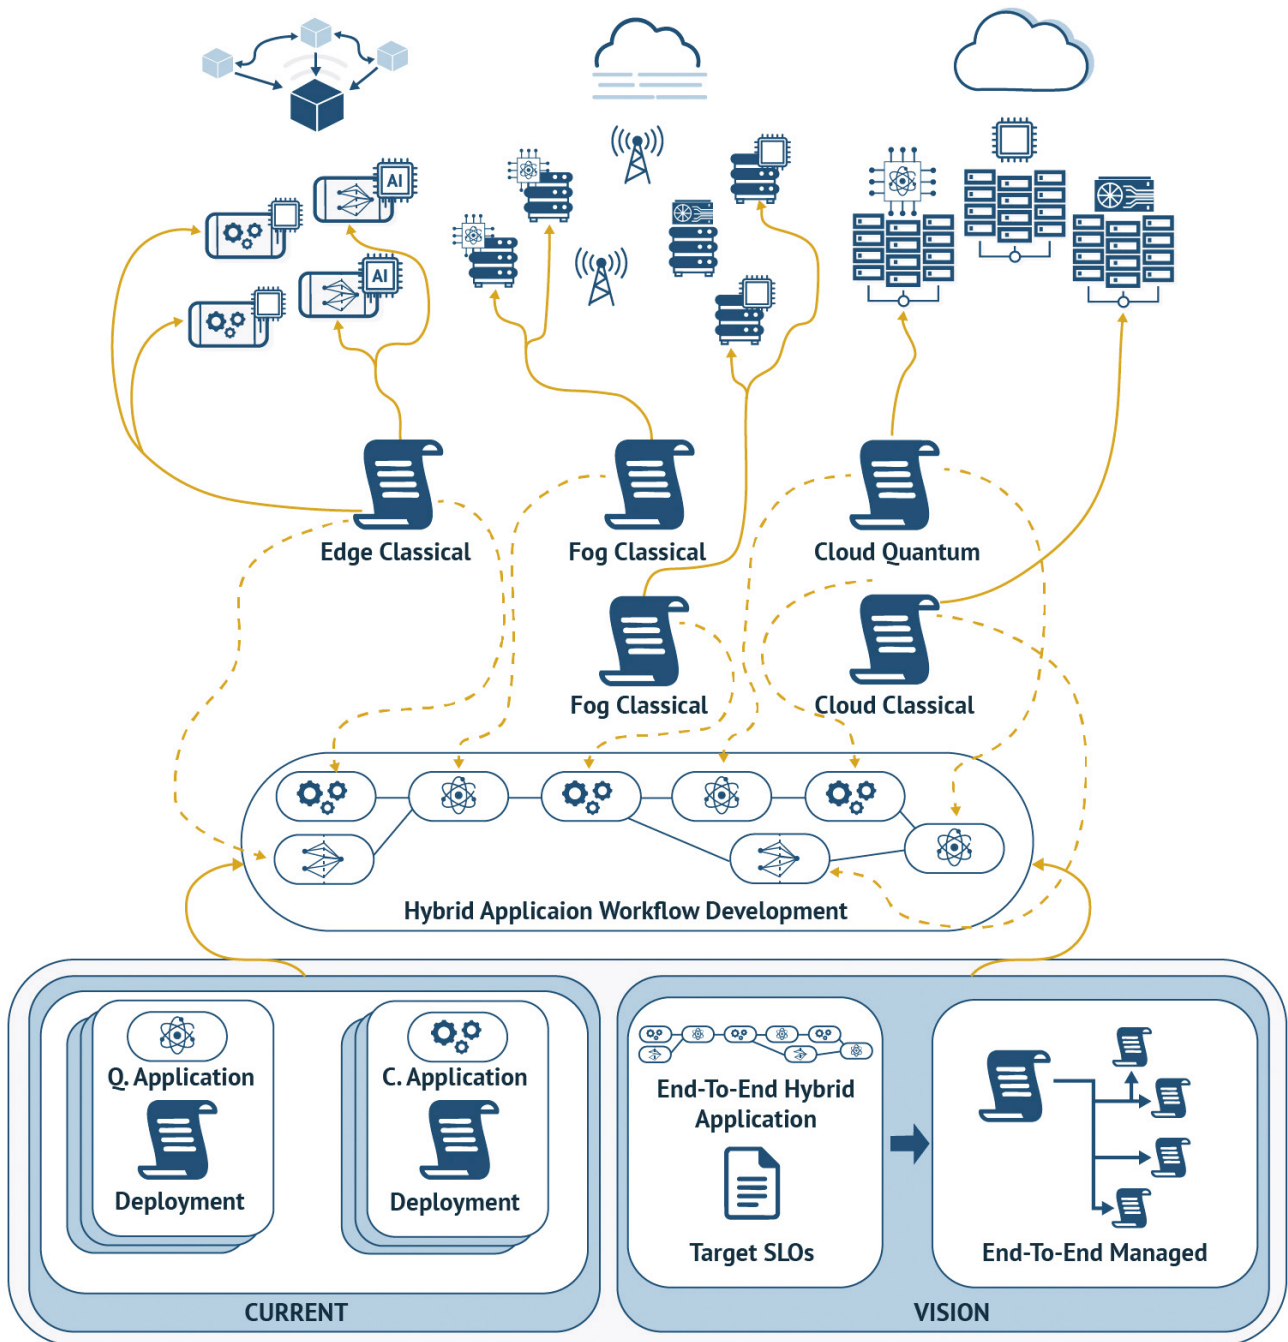 AI
AI
Edge Classical
Fog Classical
Cloud Quantum
Fog Classical
Cloud Classical
Hybrid Applicaion Workflow Development
Q. Application
Deployment
C. Application
Deployment
CURRENT
End-To-End Hybrid
Application
Target SLOs
End-To-End Managed
VISION